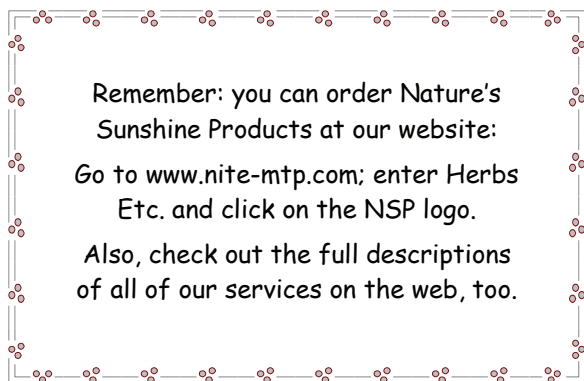 Remember: you can order Nature's
Sunshine Products at our website:
Go to www.nite-mtp.com; enter Herbs
Etc. and click on the NSP logo.
Also, check out the full descriptions
of all of our services on the web, too.